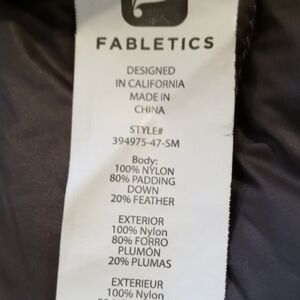 FABLETICS
DESIGNED
IN CALIFORNIA
MADE IN
CHINA
STYLE#
394975-47-SM
Body:
100% NYLON
80% PADDING
DOWN
20% FEATHER
EXTERIOR
100% Nylon
80% FORRO
PLUMÓN
20% PLUMAS
EXTERIEUR
100% Nylon